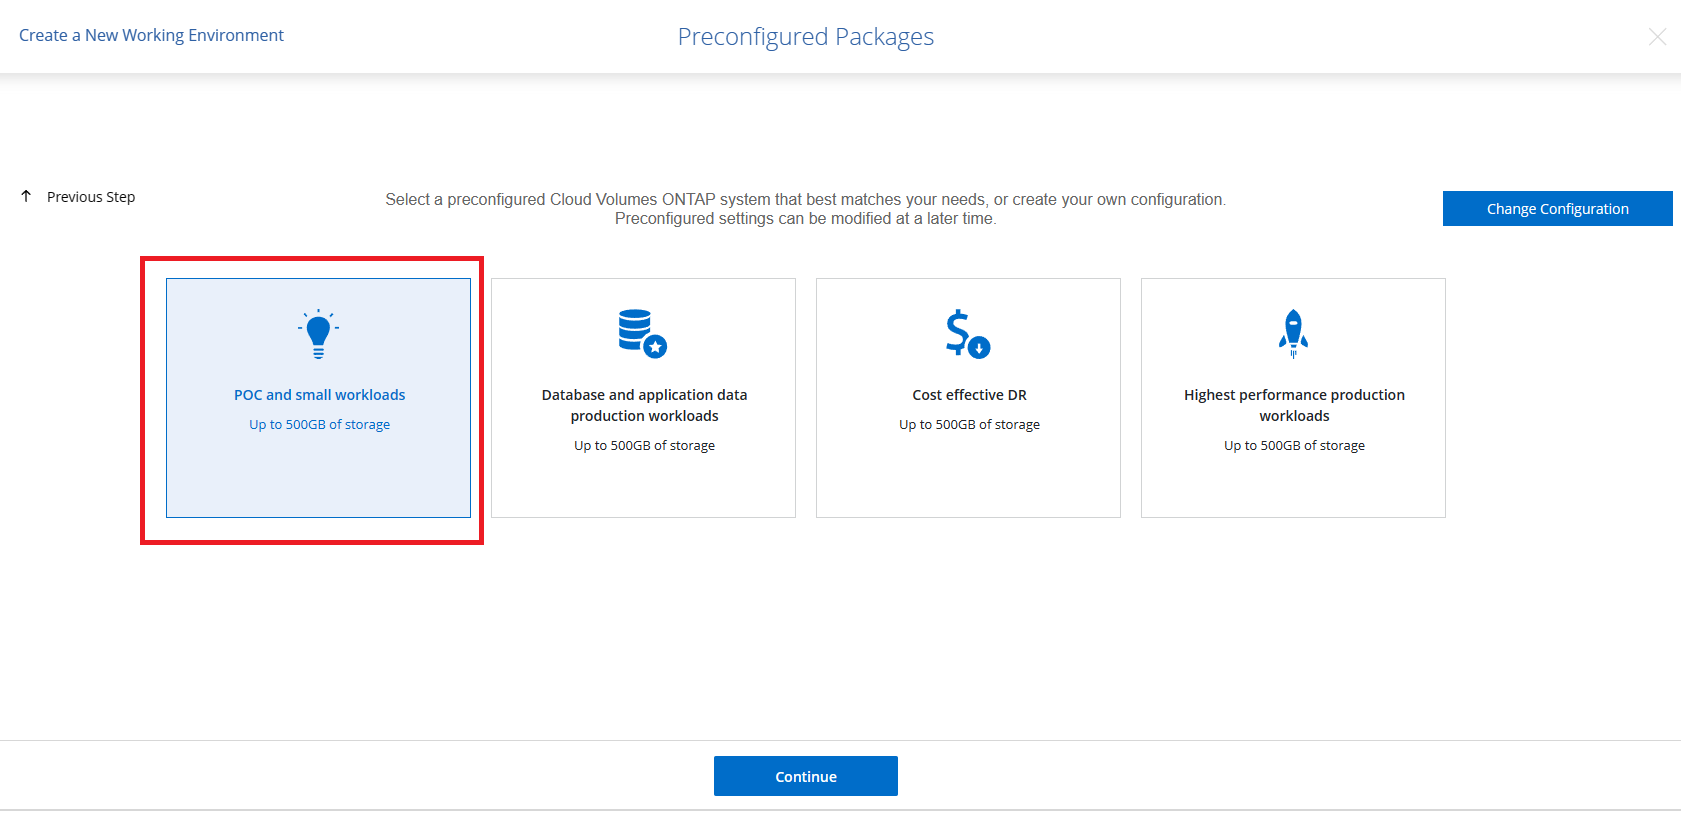 Create a New Working Environment
Preconfigured Packages
Previous Step
Select a preconfigured Cloud Volumes ONTAP system that best matches your needs, or create your own configuration.
Preconfigured settings can be modified at a later time.
Change Configuration
POC and small workloads
Up to 500GB of storage
Database and application data
production workloads
Up to 500GB of storage
Cost effective DR
Up to 500GB of storage
Highest performance production
workloads
Up to 500GB of storage
Continue